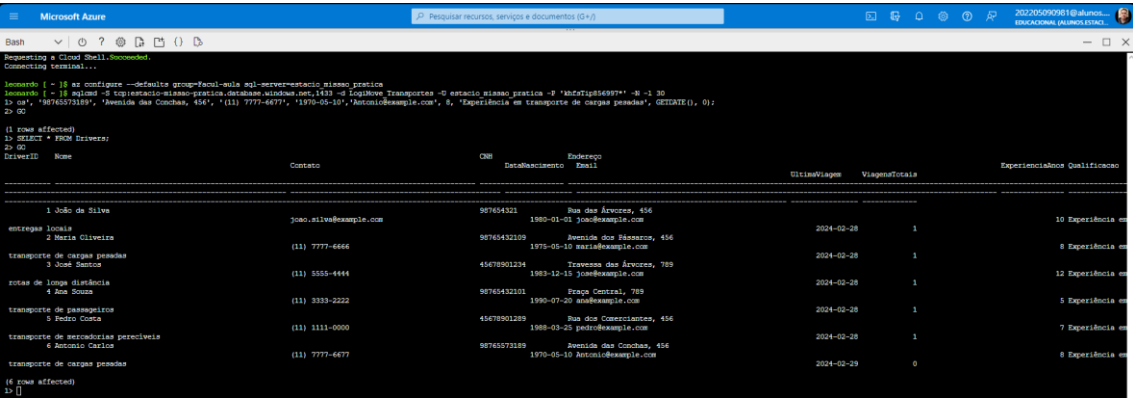 Microsoft Azure
Pesquisar recursos, serviços e documentos (G+/)
202205090981@alunos....
EDUCACIONAL (ALUNOS.ESTACI...
Bash
Requesting a Cloud Shell.Succeeded.
Connecting terminal...
leonardo [ ~ ]$ az configure --defaults group=Facul-aula sql-server=estacio_missao_pratica
leonardo [ ~ ]$ sqlcmd -S tcp:estacio-missao-pratica.database.windows.net,1433 -d LogiMove_Transportes -U estacio_missao_pratica -P 'khfsTip856997*' -N -l 30
1> os', '98765573189', 'Avenida das Conchas, 456', '(11) 7777-6677', '1970-05-10','Antonio@example.com', 8, 'Experiência em transporte de cargas pesadas', GETDATE(), 0);
2> GO
(1 rows affected)
1> SELECT * FROM Drivers;
2> GO
DriverID Nome CNH Endereço
Contato DataNascimento Email ExperienciaAnos Qualificacao
UltimaViagem ViagensTotais
1 João da Silva 987654321 Rua das Árvores, 456
joao.silva@example.com 1980-01-01 joao@example.com 10 Experiência em
entregas locais 2024-02-28 1
2 Maria Oliveira 98765432109 Avenida dos Pássaros, 456
(11) 7777-6666 1975-05-10 maria@example.com 8 Experiência em
transporte de cargas pesadas 2024-02-28 1
3 José Santos 45678901234 Travessa das Árvores, 789
(11) 5555-4444 1983-12-15 jose@example.com 12 Experiência em
rotas de longa distância 2024-02-28 1
4 Ana Souza 98765432101 Praça Central, 789
(11) 3333-2222 1990-07-20 ana@example.com 5 Experiência em
transporte de passageiros 2024-02-28 1
5 Pedro Costa 45678901289 Rua dos Comerciantes, 456
(11) 1111-0000 1988-03-25 pedro@example.com 7 Experiência em
transporte de mercadorias perecíveis 2024-02-28 1
6 Antonio Carlos 98765573189 Avenida das Conchas, 456
(11) 7777-6677 1970-05-10 Antonio@example.com 8 Experiência em
transporte de cargas pesadas 2024-02-29 0
(6 rows affected)
1>